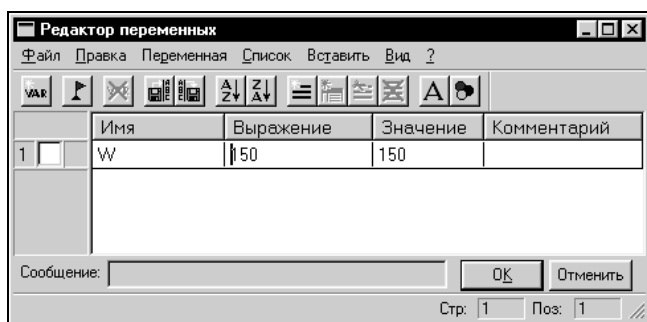 Редактор переменных
Файл Правка Переменная Список Вставить Вид ?
VAR A Z Z A A
Имя Выражение Значение Комментарий
1 W 150 150
Сообщение: OK Отменить
Стр: 1 Поз: 1